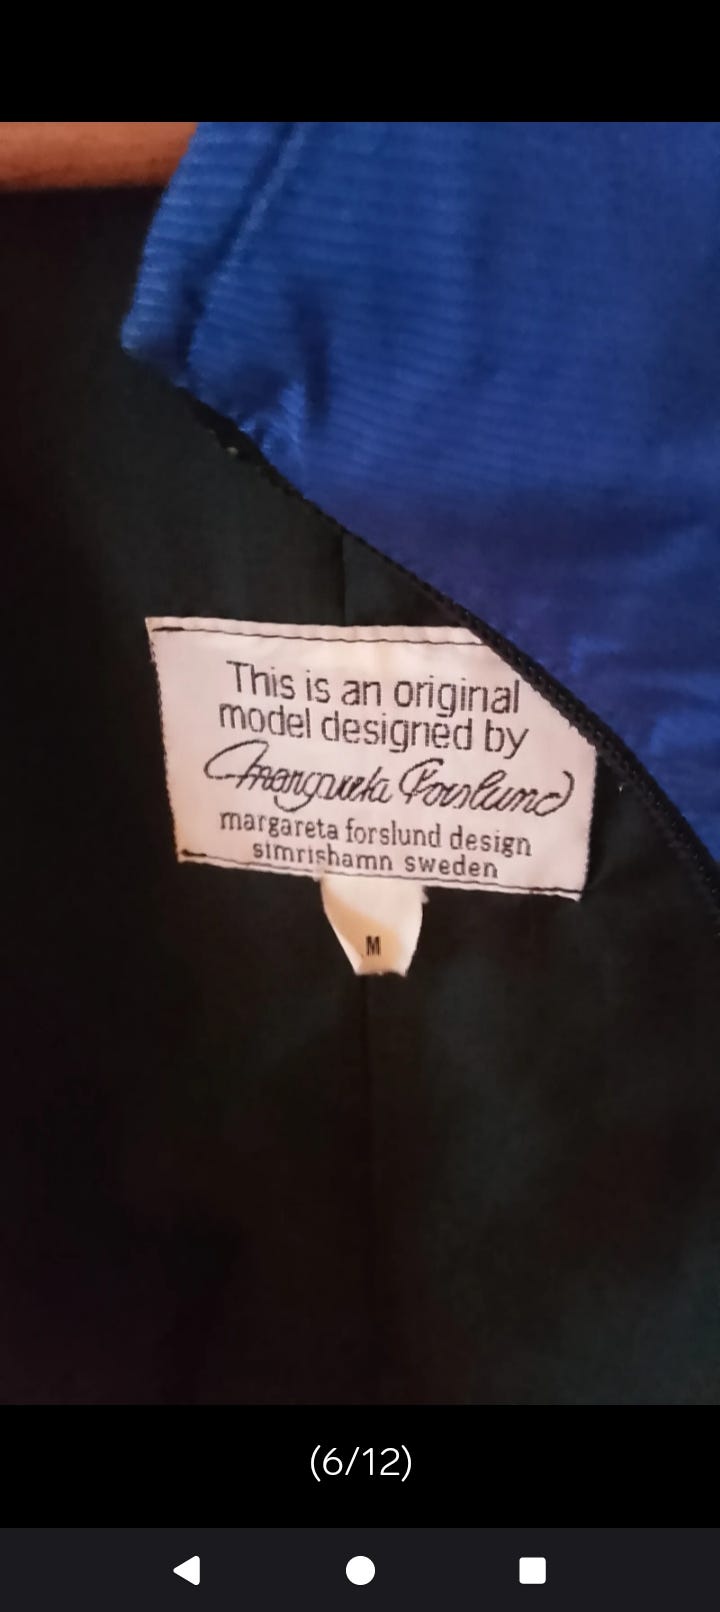 This is an original
model designed by
Margareta Forslund
margareta forslund design
simrishamn sweden
M
(6/12)